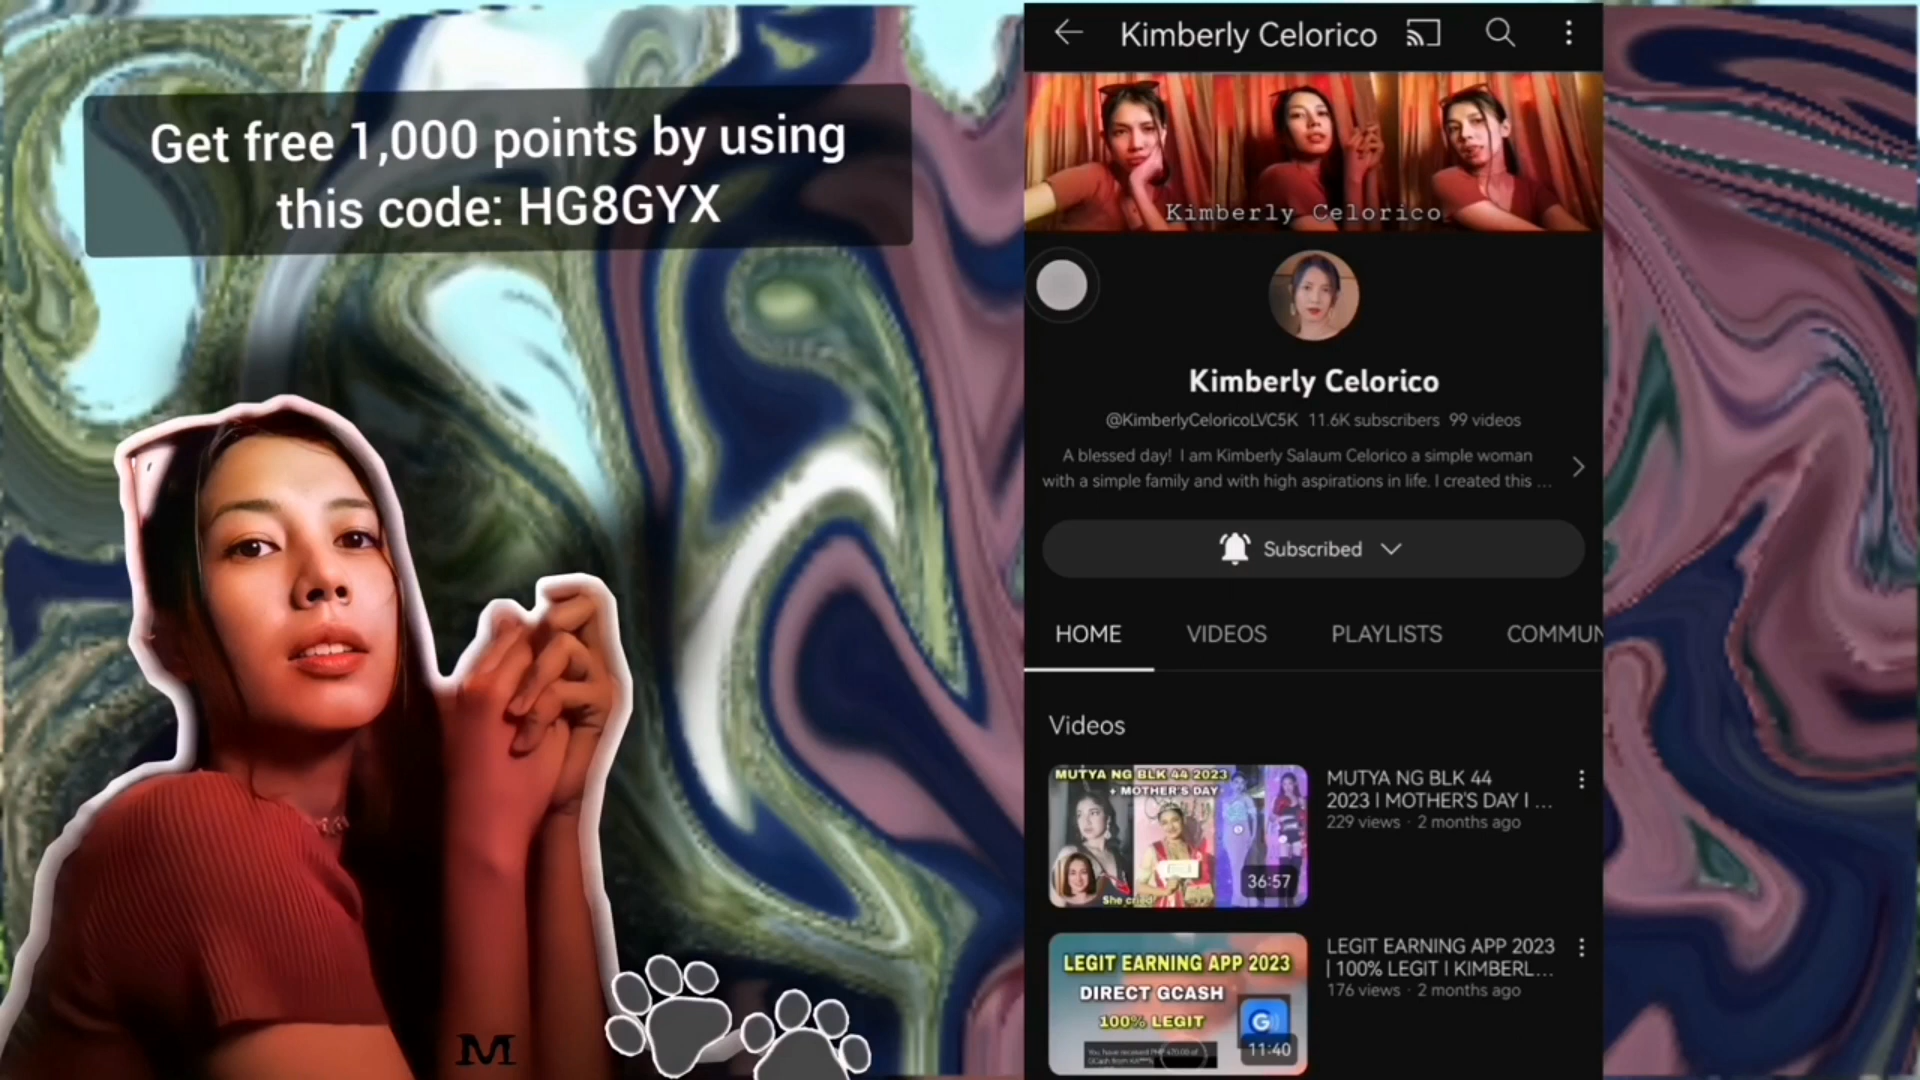 Get free 1,000 points by using
this code: HG8GYX
M
Kimberly Celorico
Kimberly Celorico
Kimberly Celorico
@KimberlyCeloricoLVC5K 11.6K subscribers 99 videos
A blessed day! I am Kimberly Salaum Celorico a simple woman
with a simple family and with high aspirations in life. I created this ...
Subscribed
HOME VIDEOS PLAYLISTS COMMUN
Videos
MUTYA NG BLK 44 2023
+ MOTHER'S DAY
She cried!
36:57
MUTYA NG BLK 44
2023 I MOTHER'S DAY I ...
229 views · 2 months ago
LEGIT EARNING APP 2023
DIRECT GCASH
100% LEGIT
G
11:40
LEGIT EARNING APP 2023
| 100% LEGIT I KIMBERL...
176 views · 2 months ago